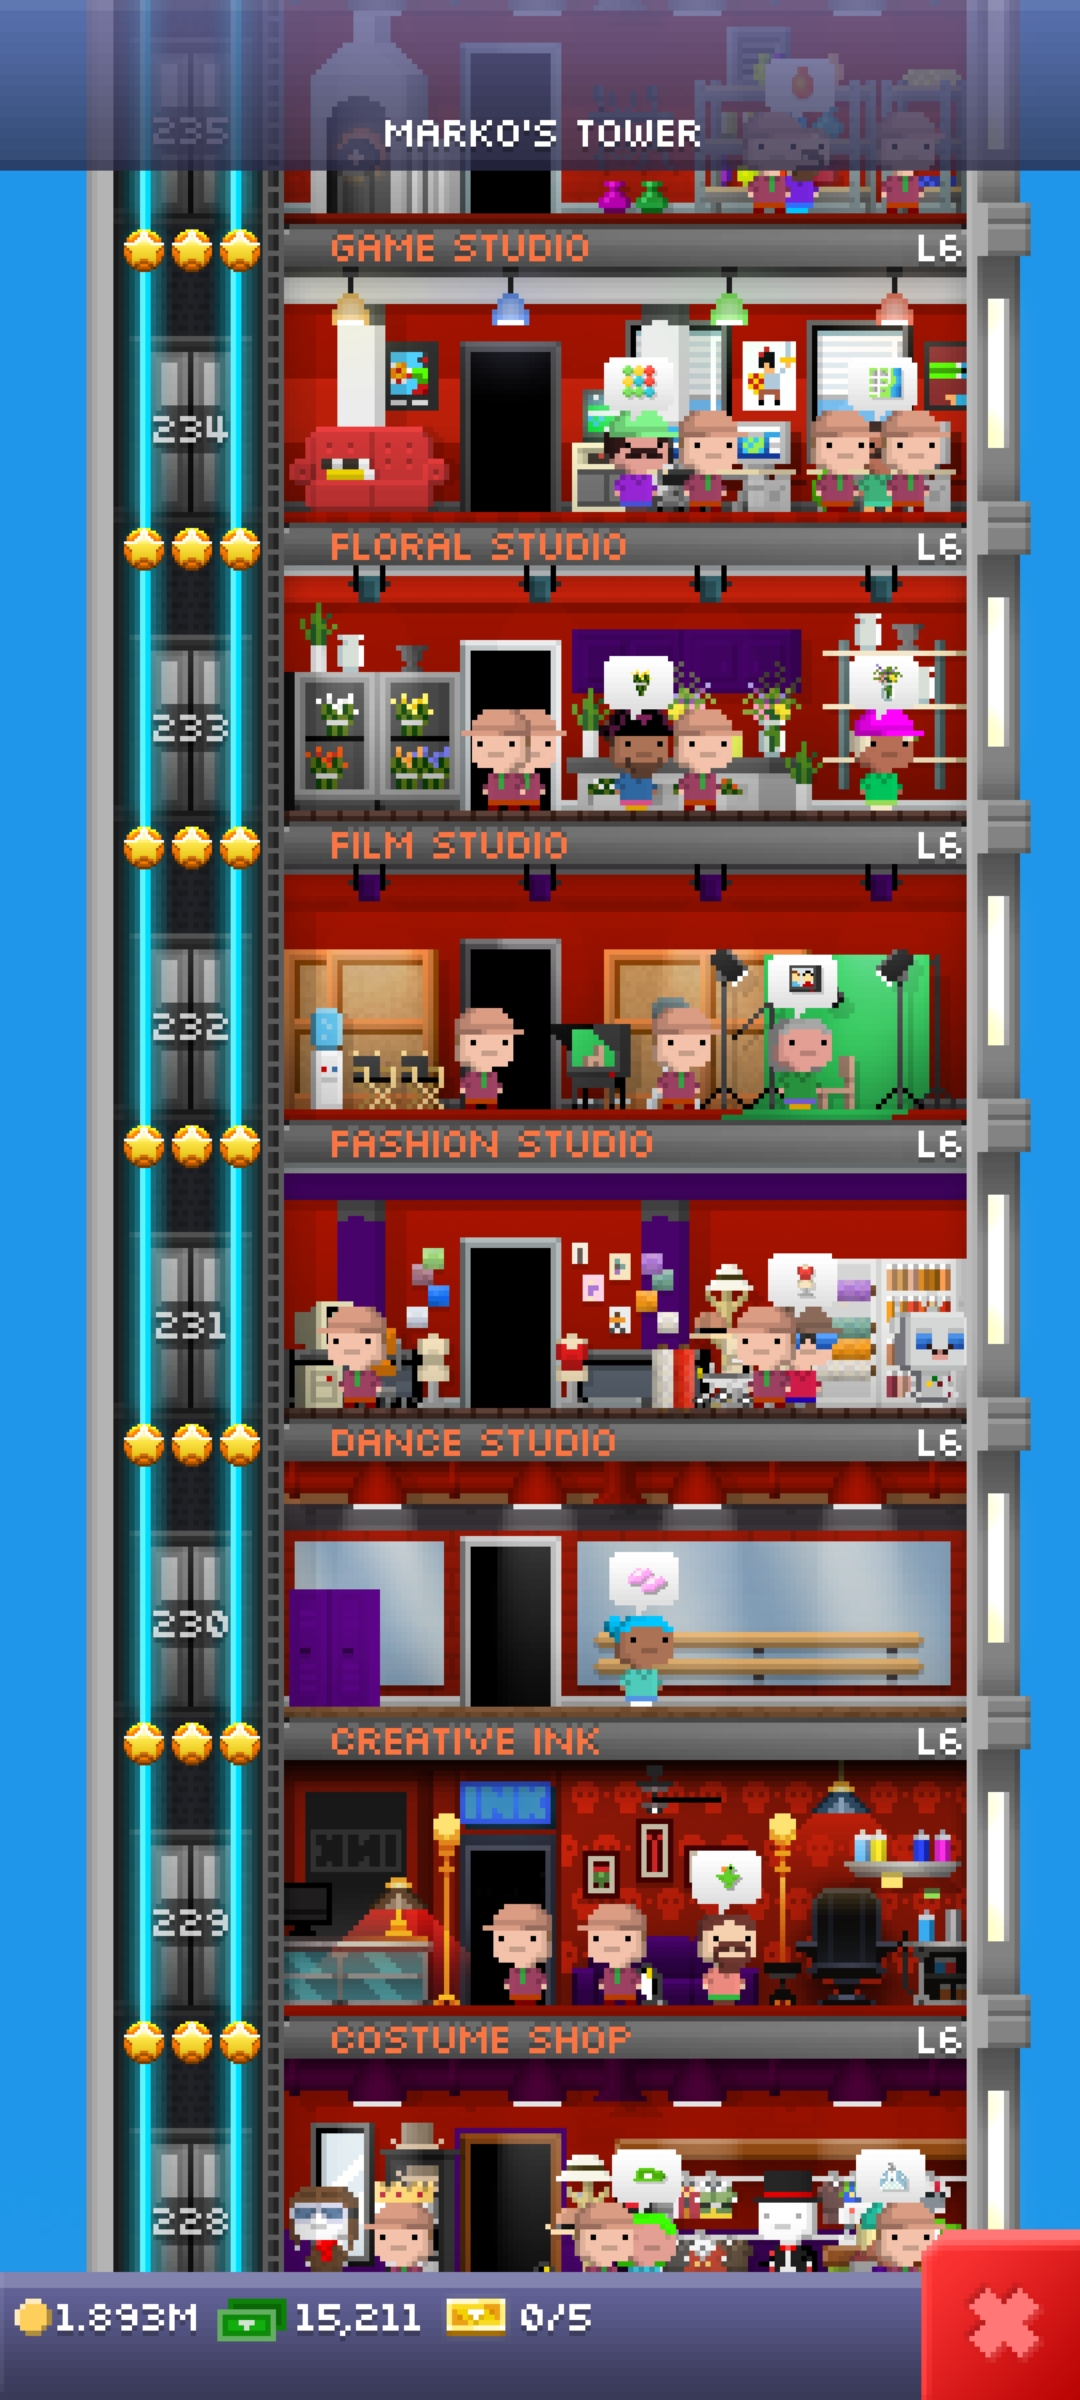 235
MARKO'S TOWER
GAME STUDIO L6
234
FLORAL STUDIO L6
233
FILM STUDIO L6
232
FASHION STUDIO L6
231
DANCE STUDIO L6
230
CREATIVE INK L6
INK
INK
229
COSTUME SHOP L6
228
1.893M 15,211 0/5